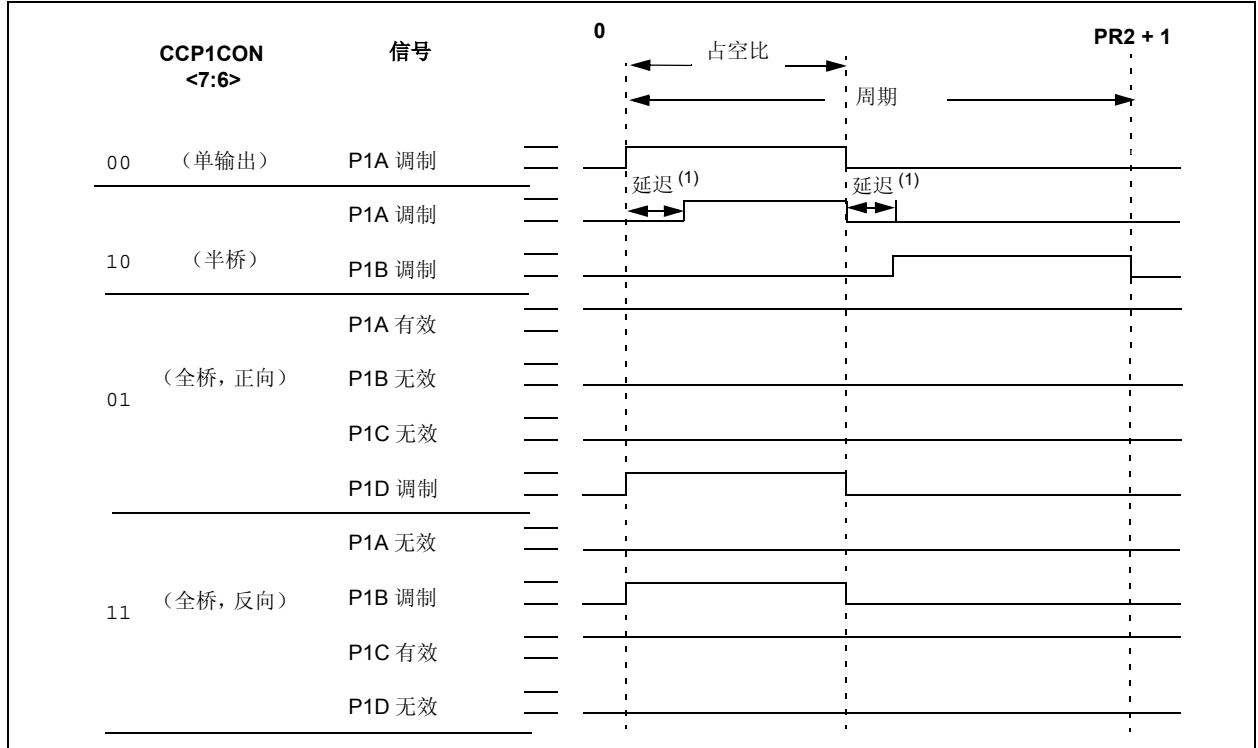 CCP1CON
<7:6>
信号
0
占空比
PR2 + 1
周期
00 （单输出） P1A 调制
延迟 (1)
延迟 (1)
P1A 调制
10 （半桥）
P1B 调制
P1A 有效
（全桥，正向） P1B 无效
01
P1C 无效
P1D 调制
P1A 无效
11 （全桥，反向） P1B 调制
P1C 有效
P1D 无效